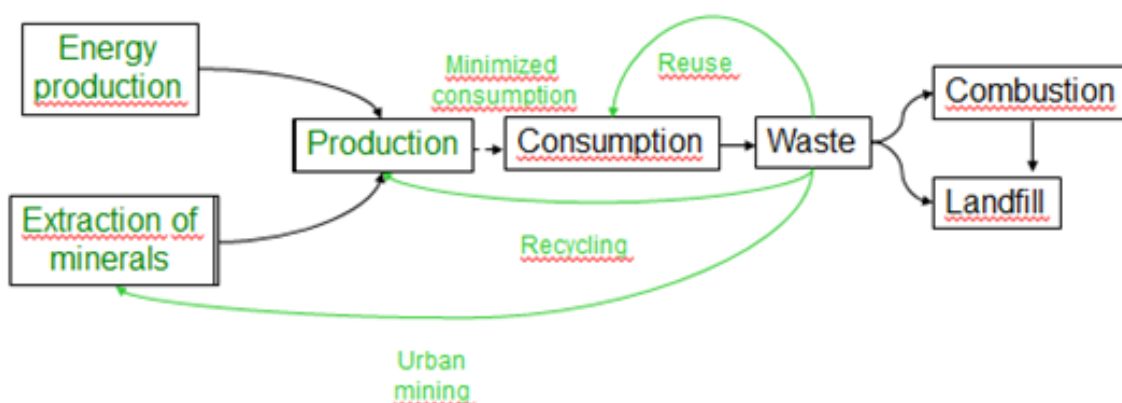 Energy
production
Minimized
consumption
Reuse
Combustion
Production
Consumption
Waste
Landfill
Extraction of
minerals
Recycling
Urban
mining